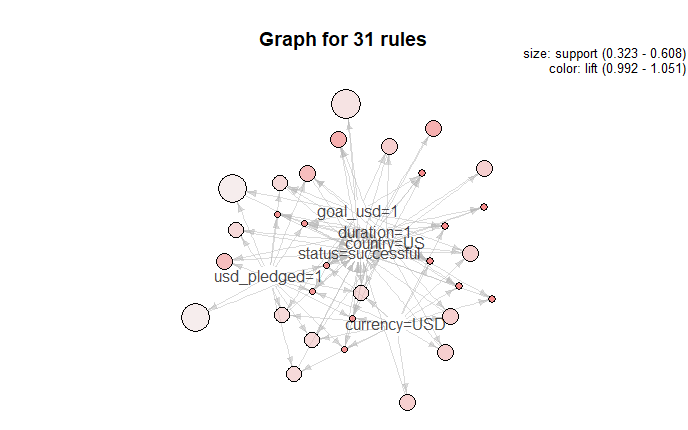 Graph for 31 rules
size: support (0.323 - 0.608)
color: lift (0.992 - 1.051)
goal_usd=1
duration=1
country=US
status=successful
usd_pledged=1
currency=USD